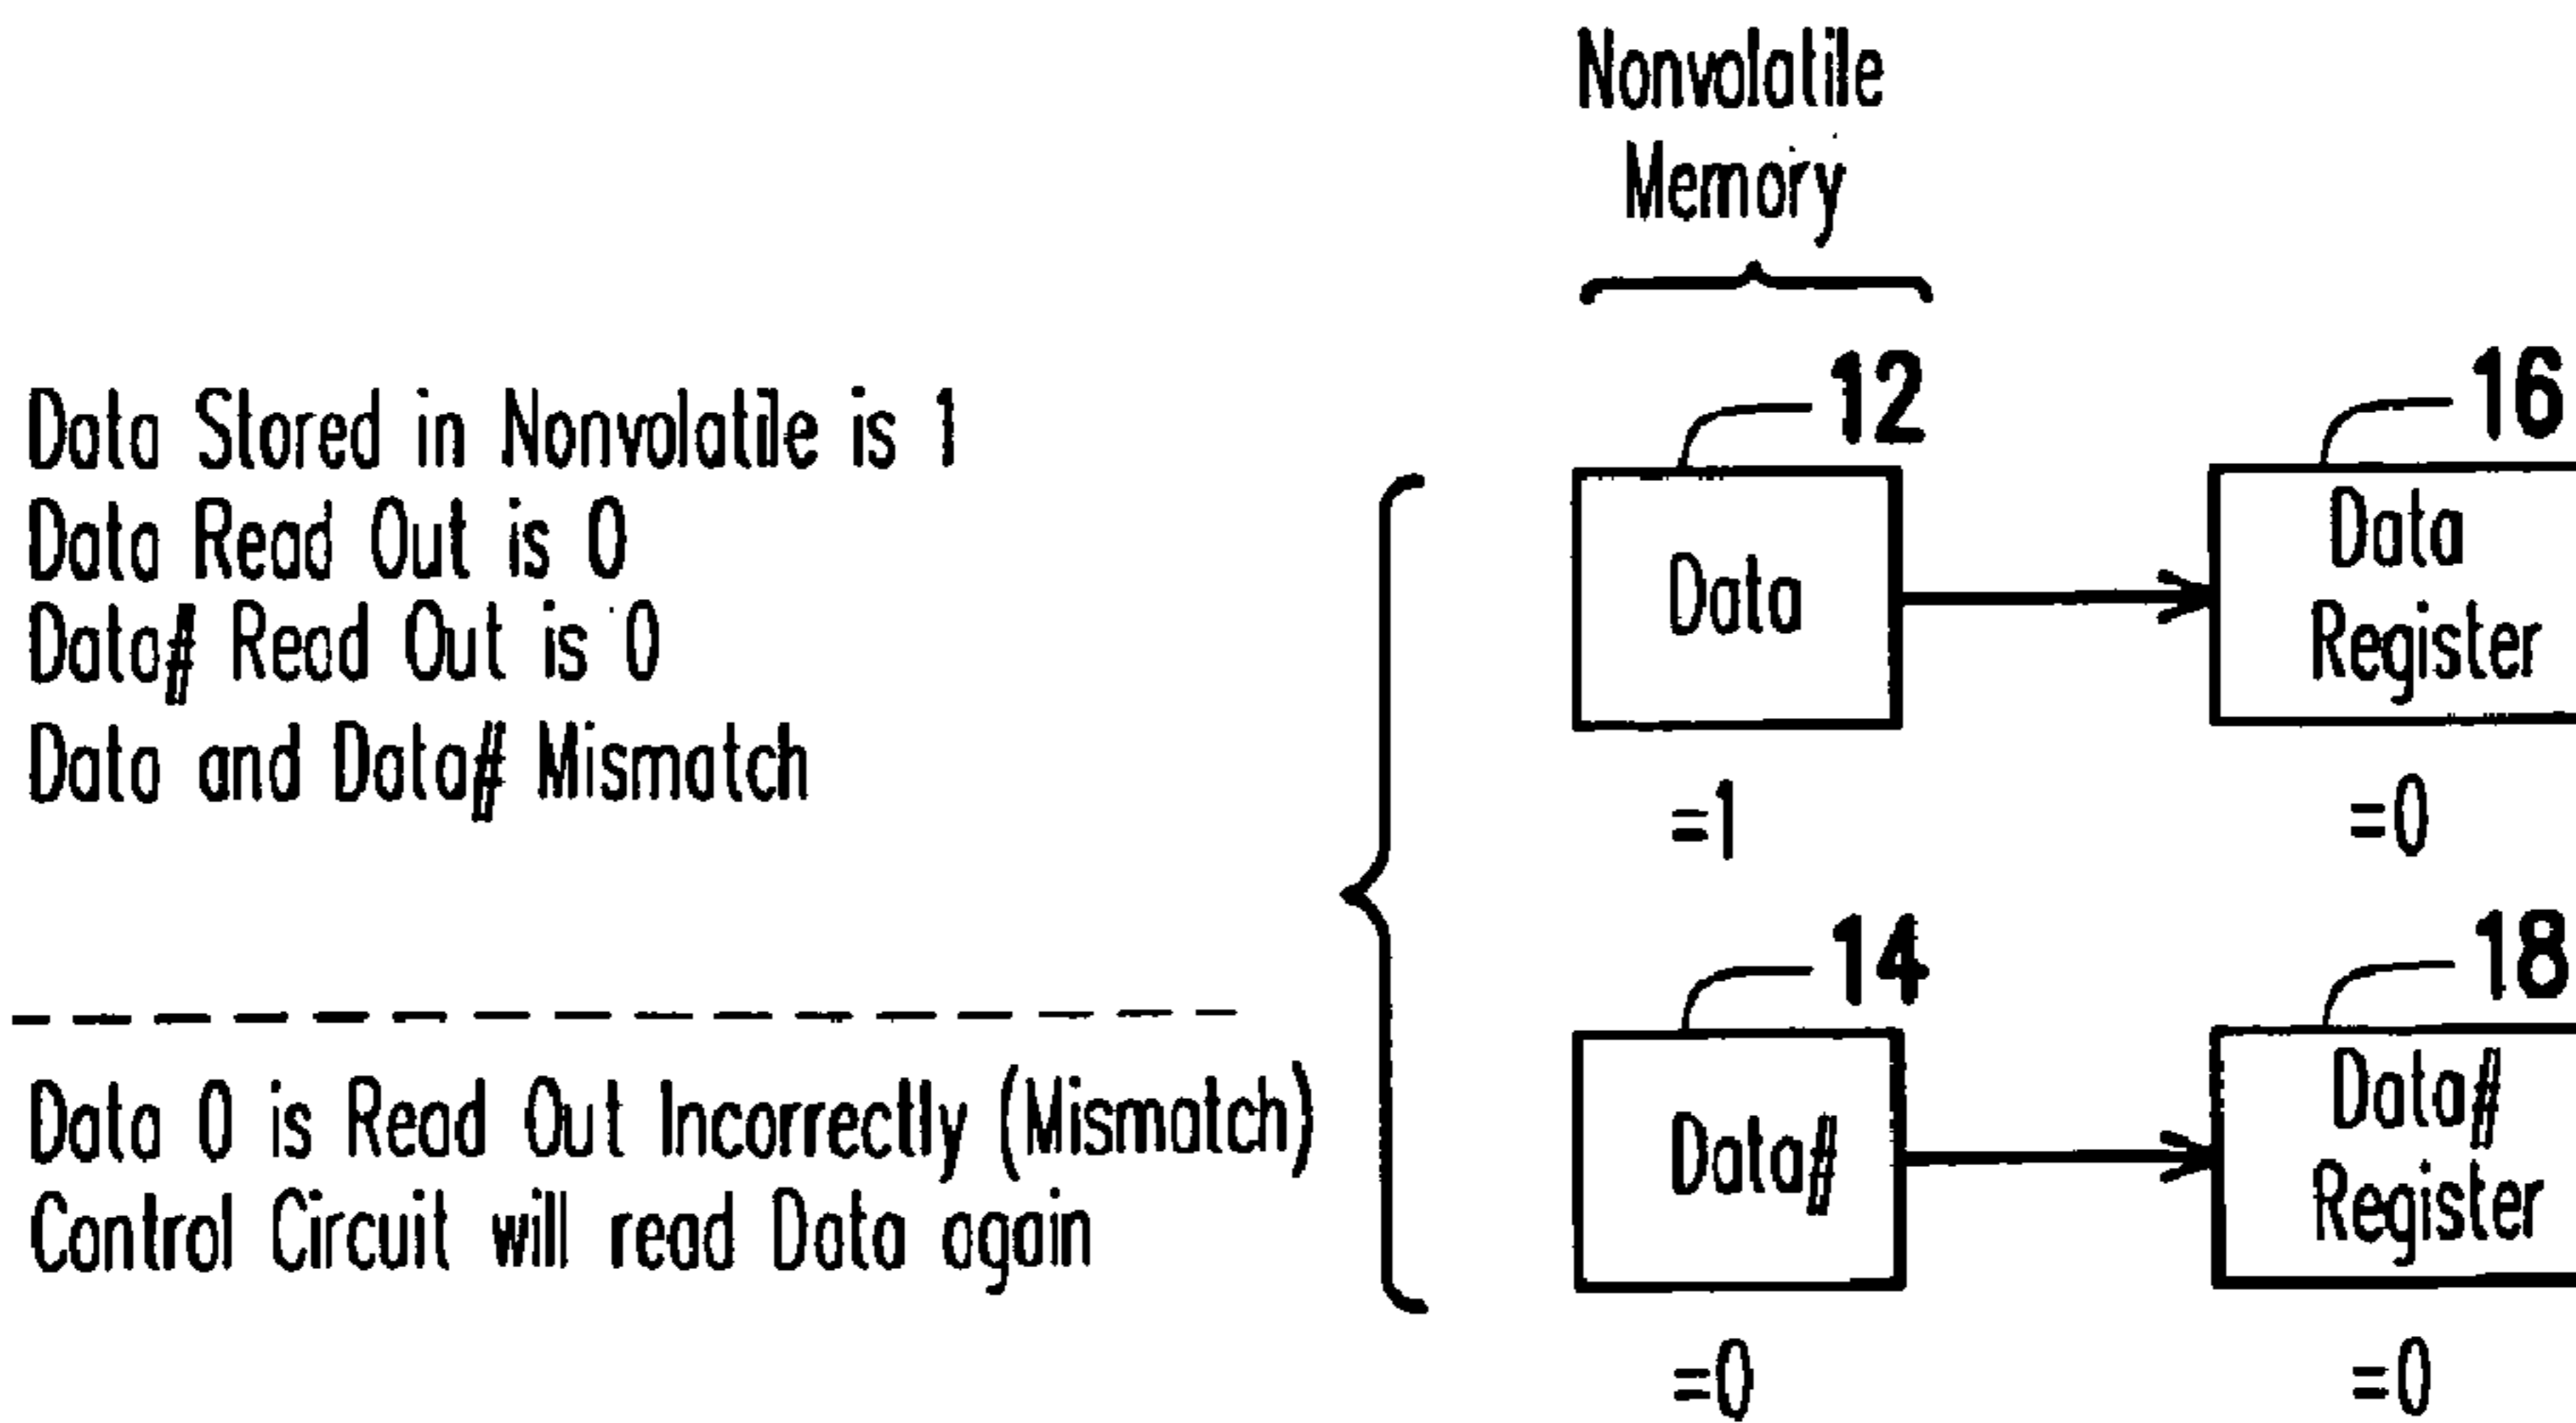 Nonvolatile
Memory
Data Stored in Nonvolatile is 1
Data Read Out is 0
Data# Read Out is 0
Data and Data# Mismatch
Data 0 is Read Out Incorrectly (Mismatch)
Control Circuit will read Data again
12
Data
=1
16
Data
Register
=0
14
Data#
=0
18
Data#
Register
=0